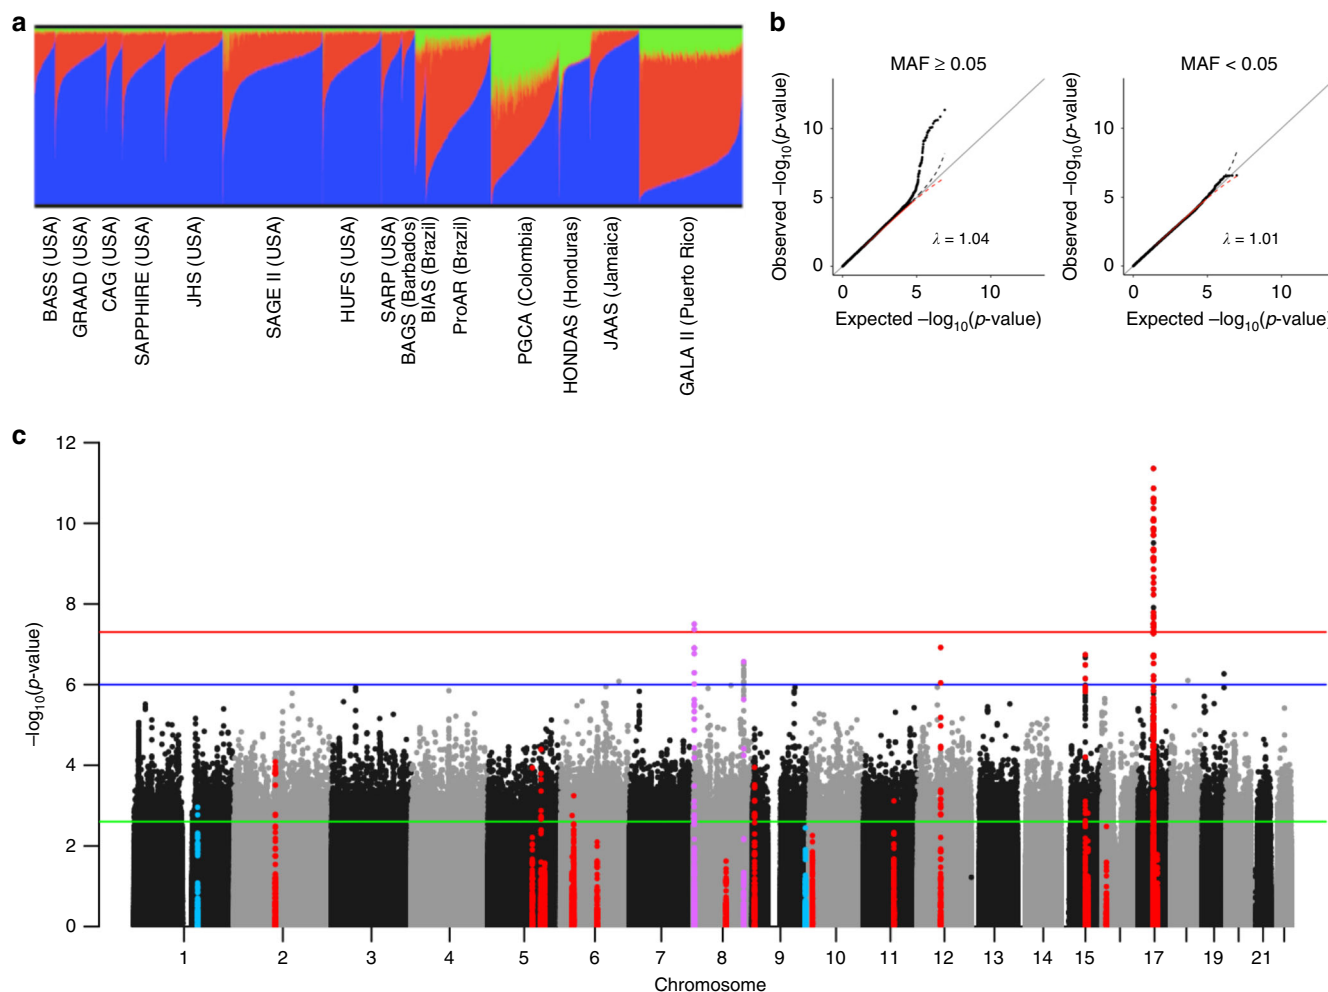 a
BASS (USA)
GRAAD (USA)
CAG (USA)
SAPPHIRE (USA)
JHS (USA)
SAGE II (USA)
HUFS (USA)
SARP (USA)
BAGS (Barbados)
BIAS (Brazil)
ProAR (Brazil)
PGCA (Colombia)
HONDAS (Honduras)
JAAS (Jamaica)
GALA II (Puerto Rico)
b
MAF ≥ 0.05
Observed –log10(p-value)
10
5
0
λ = 1.04
0 5 10
Expected –log10(p-value)
MAF < 0.05
Observed –log10(p-value)
10
5
0
λ = 1.01
0 5 10
Expected –log10(p-value)
c
–log10(p-value)
12
10
8
6
4
2
0
1 2 3 4 5 6 7 8 9 10 11 12 13 14 15 17 19 21
Chromosome